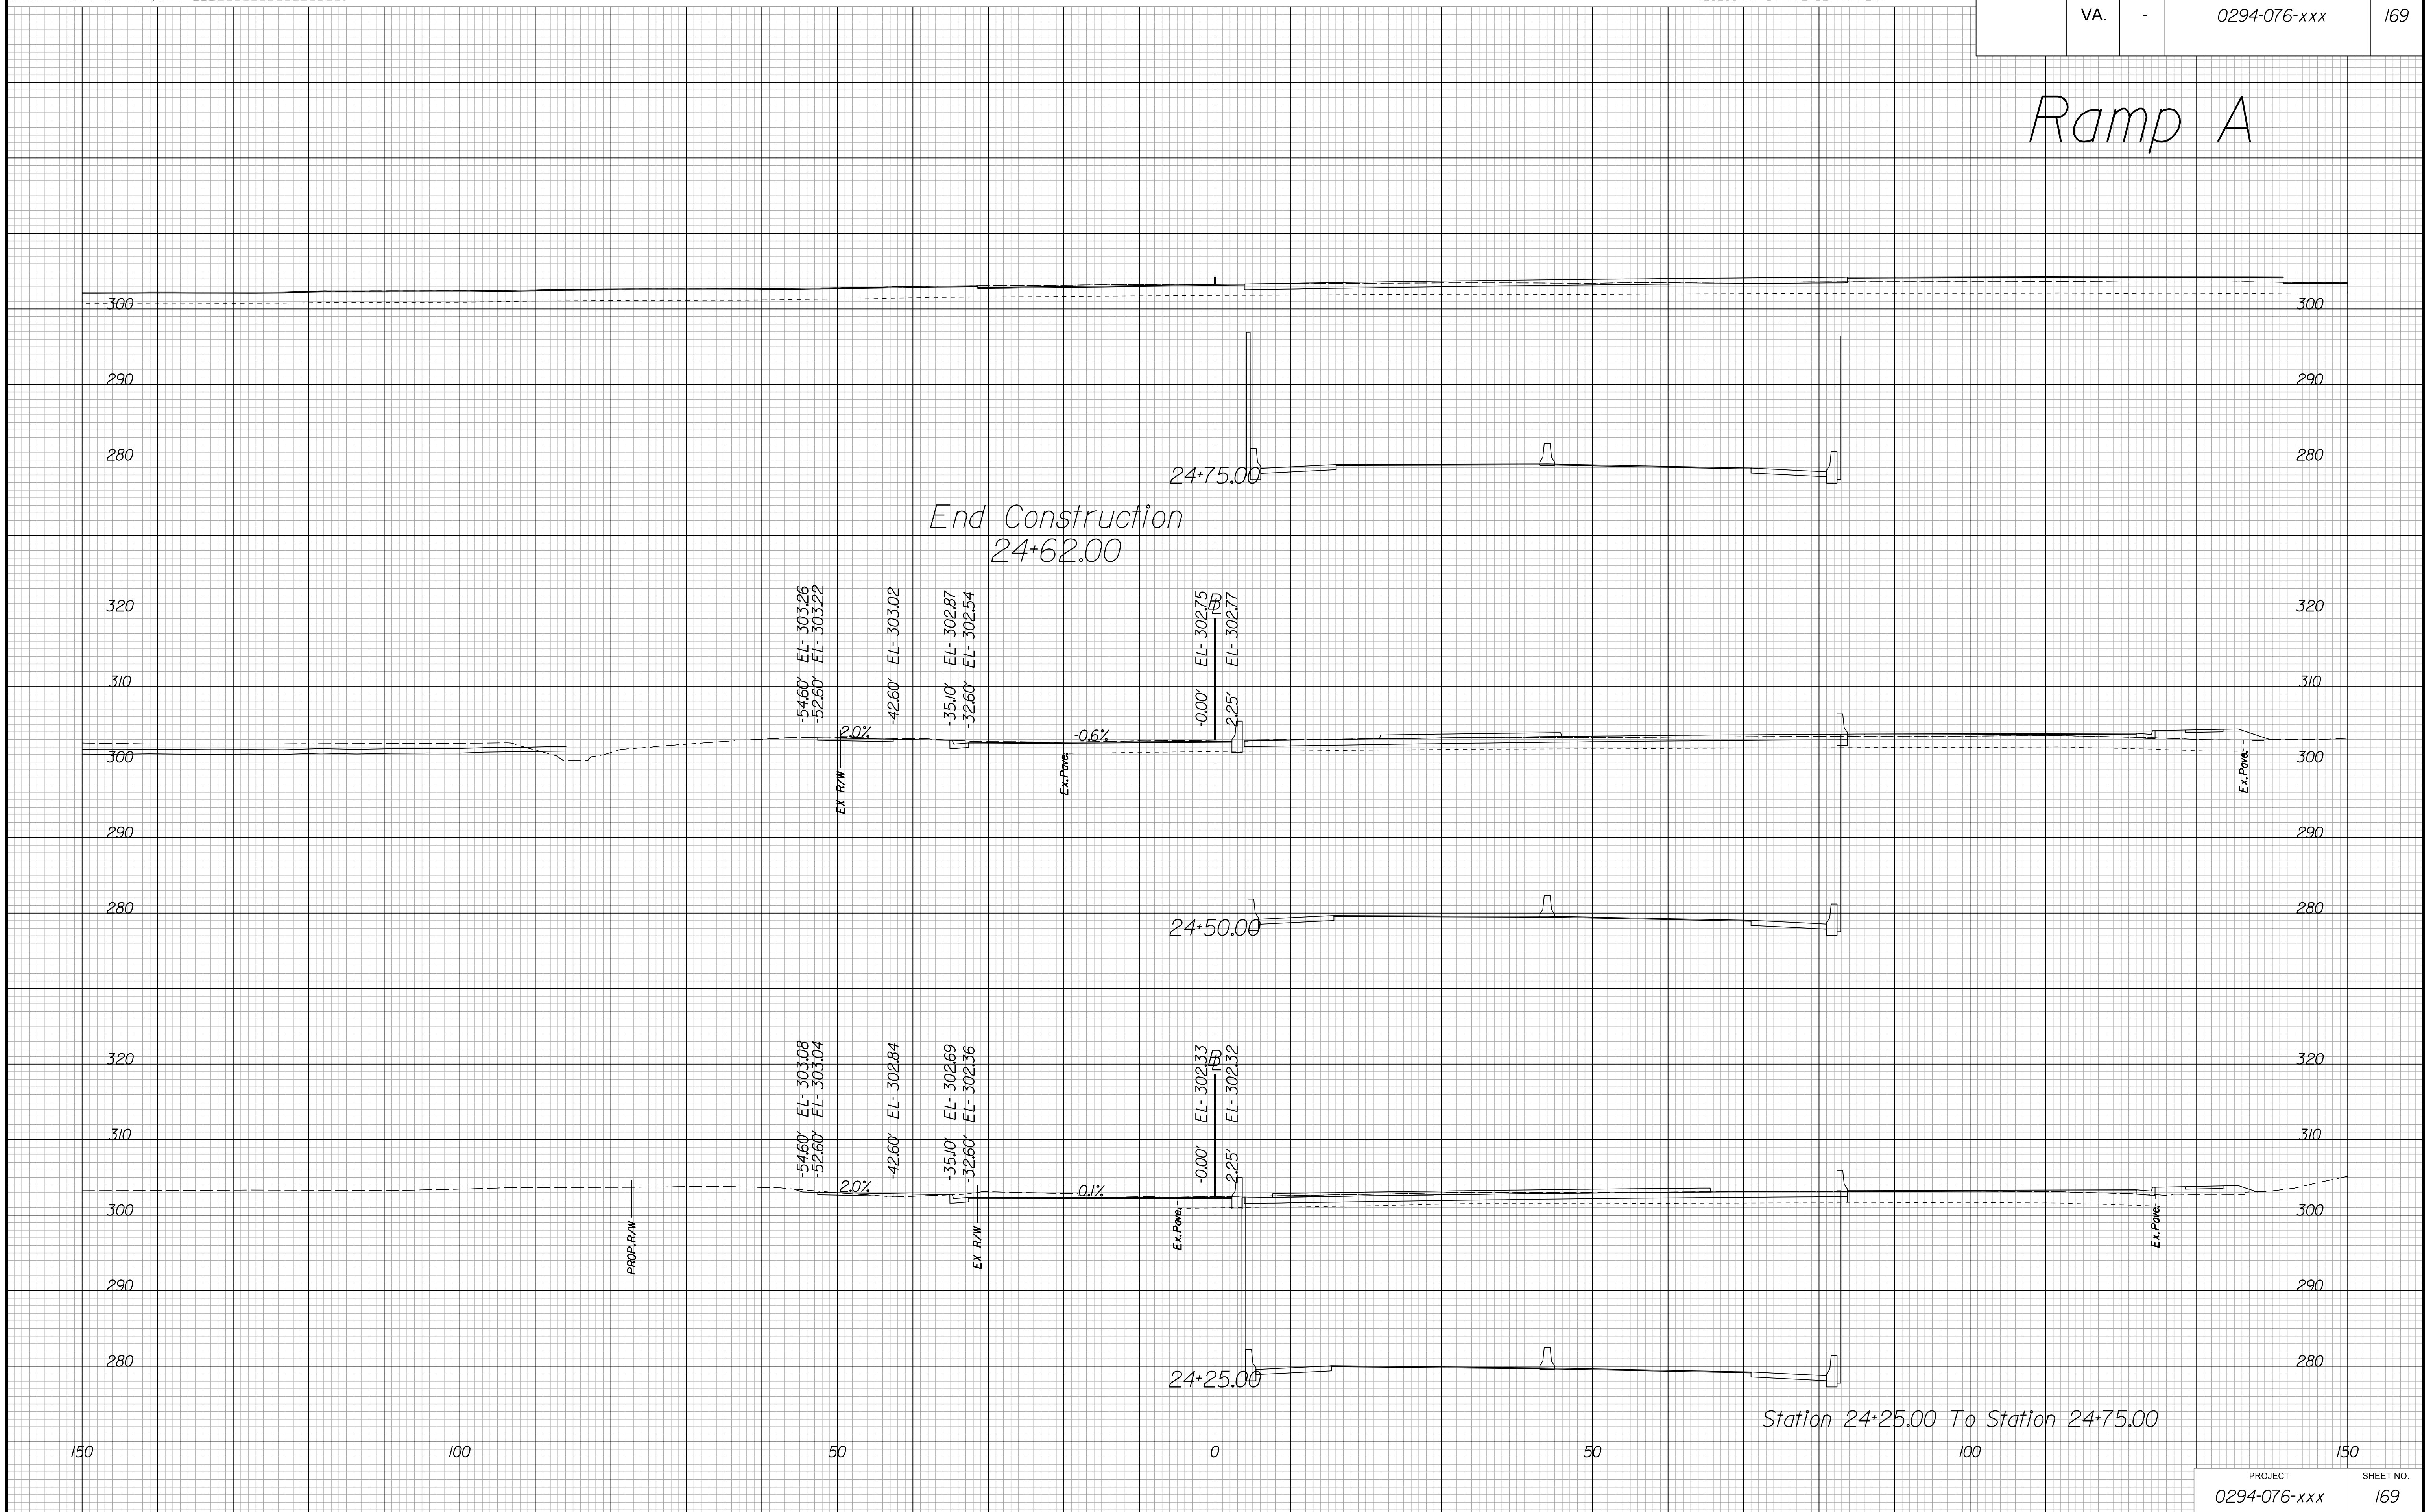 VA. - 0294-076-xxx 169
Ramp A
300 300
290 290
280 280
24+75.00
End Construction
24+62.00
-54.60' EL- 303.26
-52.60' EL- 303.22
-42.60' EL- 303.02
-35.10' EL- 302.87
-32.60' EL- 302.54
-0.00' EL- 302.75
2.25' EL- 302.77
320 320
310 310
2.0%
-0.6%
300 300
EX R/W
Ex.Pave.
Ex.Pave.
290 290
280 280
24+50.00
-54.60' EL- 303.08
-52.60' EL- 303.04
-42.60' EL- 302.84
-35.10' EL- 302.69
-32.60' EL- 302.36
-0.00' EL- 302.33
2.25' EL- 302.32
320 320
310 310
2.0%
0.1%
300 300
PROP.R/W
EX R/W
Ex.Pave.
Ex.Pave.
290 290
280 280
24+25.00
Station 24+25.00 To Station 24+75.00
150 100 50 0 50 100 150
PROJECT SHEET NO.
0294-076-xxx 169